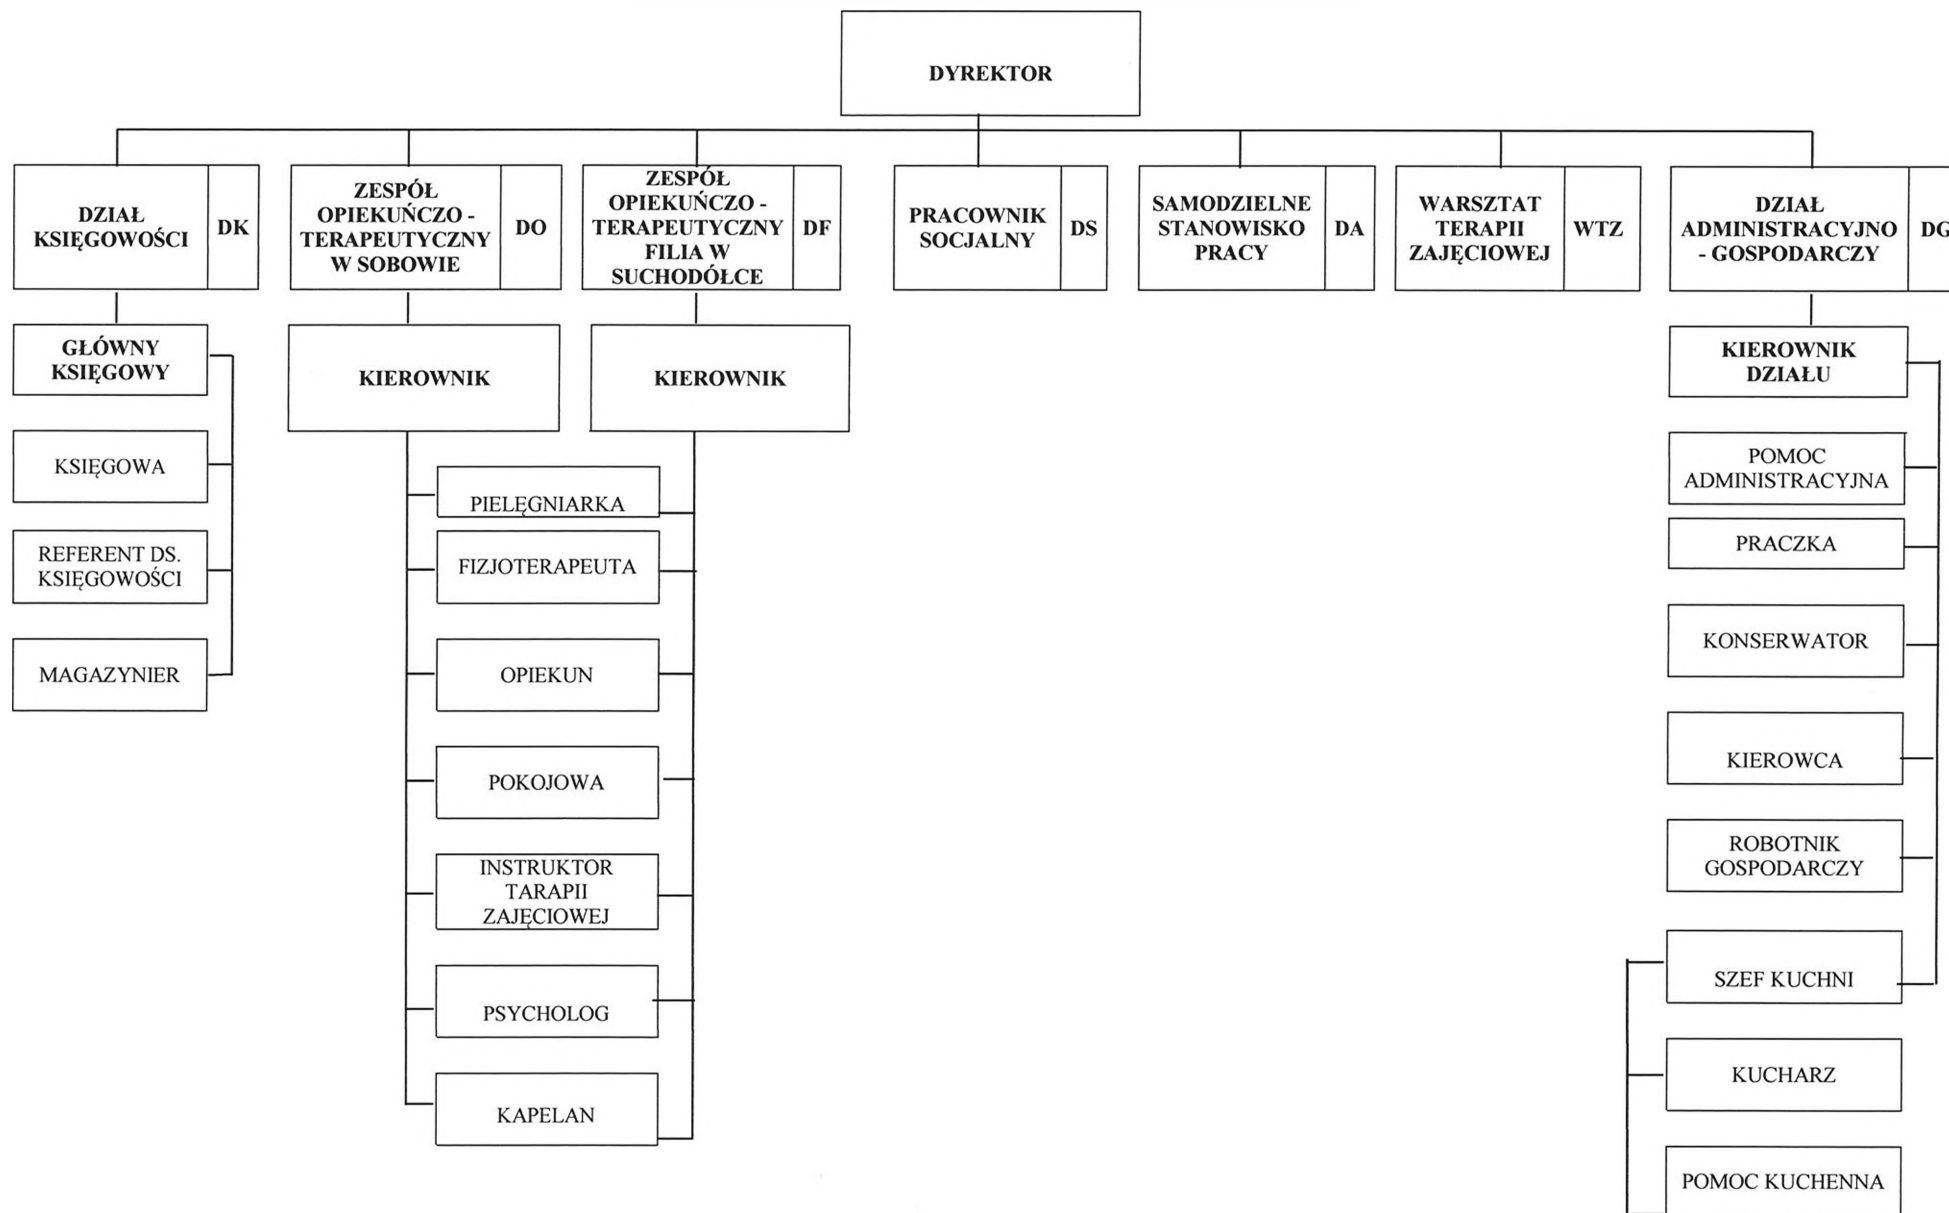 DYREKTOR
DZIAŁ
KSIĘGOWOŚCI
DK
ZESPÓŁ
OPIEKUŃCZO -
TERAPEUTYCZNY
W SOBOWIE
DO
ZESPÓŁ
OPIEKUŃCZO -
TERAPEUTYCZNY
FILIA W
SUCHODÓŁCE
DF
PRACOWNIK
SOCJALNY
DS
SAMODZIELNE
STANOWISKO
PRACY
DA
WARSZTAT
TERAPII
ZAJĘCIOWEJ
WTZ
DZIAŁ
ADMINISTRACYJNO
- GOSPODARCZY
DG
GŁÓWNY
KSIĘGOWY
KSIĘGOWA
REFERENT DS.
KSIĘGOWOŚCI
MAGAZYNIER
KIEROWNIK
KIEROWNIK
PIELĘGNIARKA
FIZJOTERAPEUTA
OPIEKUN
POKOJOWA
INSTRUKTOR
TARAPII
ZAJĘCIOWEJ
PSYCHOLOG
KAPELAN
KIEROWNIK
DZIAŁU
POMOC
ADMINISTRACYJNA
PRACZKA
KONSERWATOR
KIEROWCA
ROBOTNIK
GOSPODARCZY
SZEF KUCHNI
KUCHARZ
POMOC KUCHENNA